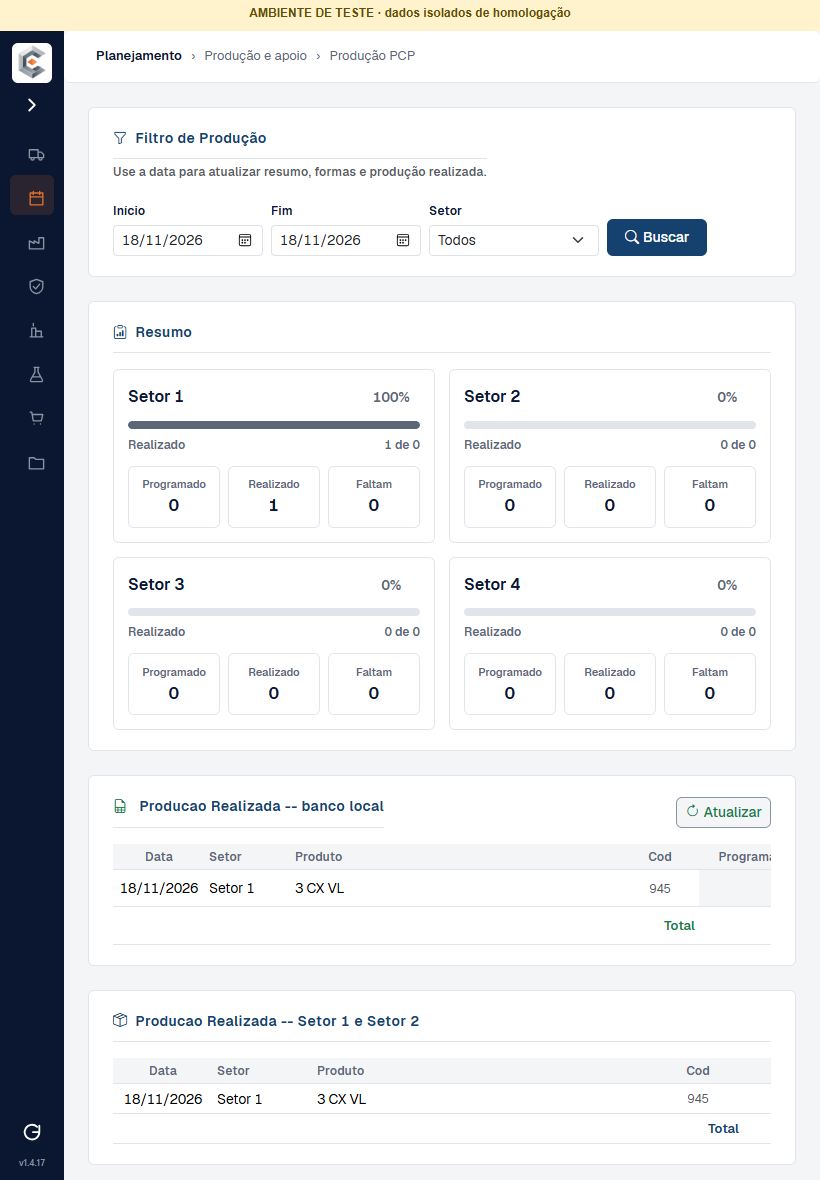 AMBIENTE DE TESTE · dados isolados de homologação
Planejamento › Produção e apoio › Produção PCP
Filtro de Produção
Use a data para atualizar resumo, formas e produção realizada.
Início Fim Setor
18/11/2026 18/11/2026 Todos Buscar
Resumo
Setor 1 100% Setor 2 0%
Realizado 1 de 0 Realizado 0 de 0
Programado Realizado Faltam Programado Realizado Faltam
0 1 0 0 0 0
Setor 3 0% Setor 4 0%
Realizado 0 de 0 Realizado 0 de 0
Programado Realizado Faltam Programado Realizado Faltam
0 0 0 0 0 0
Producao Realizada -- banco local Atualizar
Data Setor Produto Cod Programa
18/11/2026 Setor 1 3 CX VL 945
Total
Producao Realizada -- Setor 1 e Setor 2
Data Setor Produto Cod
18/11/2026 Setor 1 3 CX VL 945
Total
v1.4.17